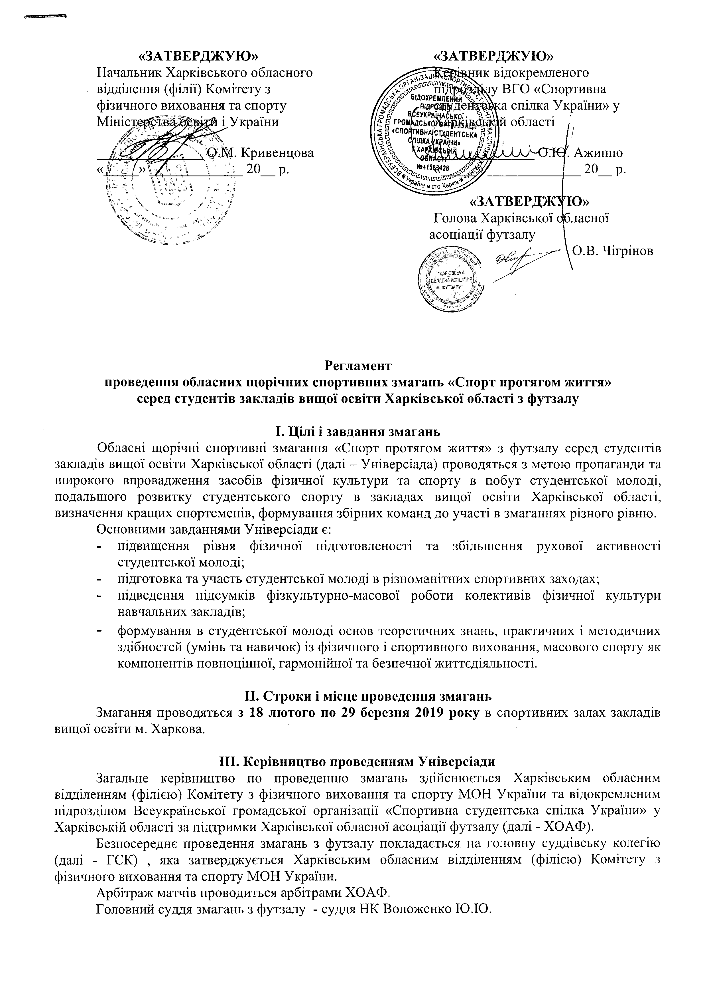 «ЗАТВЕРДЖУЮ»
Начальник Харківського обласного
відділення (філії) Комітету з
фізичного виховання та спорту
Міністерства освіти і України
О.М. Кривенцова
«_____» _____________ 20__ р.
«ЗАТВЕРДЖУЮ»
Керівник відокремленого
підрозділу ВГО «Спортивна
студентська спілка України» у
Харківській області
О.Ю. Ажиппо
_____________ 20__ р.
ВСЕУКРАЇНСЬКА ГРОМАДСЬКА ОРГАНІЗАЦІЯ «СПОРТИВНА СТУДЕНТСЬКА СПІЛКА УКРАЇНИ»
Україна місто Харків
ВІДОКРЕМЛЕНИЙ
ПІДРОЗДІЛ
ВСЕУКРАЇНАСЬКОЇ
ГРОМАДСЬКОЇ ОРГАНІЗАЦІЇ
«СПОРТИВНА СТУДЕНТСЬКА
СПІЛКА УКРАЇНИ»
У ХАРКІВСЬКІЙ
ОБЛАСТІ
№41583428
«ЗАТВЕРДЖУЮ»
Голова Харківської обласної
асоціації футзалу
О.В. Чігрінов
ГРОМАДСЬКА ОРГАНІЗАЦІЯ
"ХАРКІВСЬКА
ОБЛАСНА АСОЦІАЦІЯ
ФУТЗАЛУ"
УКРАЇНА
Регламент
проведення обласних щорічних спортивних змагань «Спорт протягом життя»
серед студентів закладів вищої освіти Харківської області з футзалу
І. Цілі і завдання змагань
Обласні щорічні спортивні змагання «Спорт протягом життя» з футзалу серед студентів
закладів вищої освіти Харківської області (далі – Універсіада) проводяться з метою пропаганди та
широкого впровадження засобів фізичної культури та спорту в побут студентської молоді,
подальшого розвитку студентського спорту в закладах вищої освіти Харківської області,
визначення кращих спортсменів, формування збірних команд до участі в змаганнях різного рівню.
Основними завданнями Універсіади є:
- підвищення рівня фізичної підготовленості та збільшення рухової активності
студентської молоді;
- підготовка та участь студентської молоді в різноманітних спортивних заходах;
- підведення підсумків фізкультурно-масової роботи колективів фізичної культури
навчальних закладів;
- формування в студентської молоді основ теоретичних знань, практичних і методичних
здібностей (умінь та навичок) із фізичного і спортивного виховання, масового спорту як
компонентів повноцінної, гармонійної та безпечної життєдіяльності.
ІІ. Строки і місце проведення змагань
Змагання проводяться з 18 лютого по 29 березня 2019 року в спортивних залах закладів
вищої освіти м. Харкова.
ІІІ. Керівництво проведенням Універсіади
Загальне керівництво по проведенню змагань здійснюється Харківським обласним
відділенням (філією) Комітету з фізичного виховання та спорту МОН України та відокремленим
підрозділом Всеукраїнської громадської організації «Спортивна студентська спілка України» у
Харківській області за підтримки Харківської обласної асоціації футзалу (далі - ХОАФ).
Безпосереднє проведення змагань з футзалу покладається на головну суддівську колегію
(далі - ГСК) , яка затверджується Харківським обласним відділенням (філією) Комітету з
фізичного виховання та спорту МОН України.
Арбітраж матчів проводиться арбітрами ХОАФ.
Головний суддя змагань з футзалу - суддя НК Воложенко Ю.Ю.